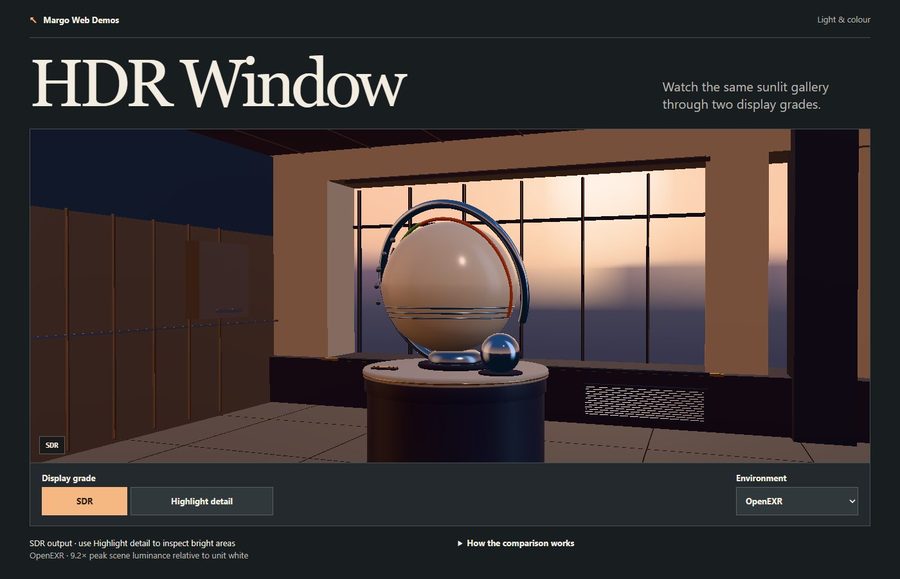 Margo Web Demos
Light & colour
HDR Window
Watch the same sunlit gallery
through two display grades.
SDR
Display grade
SDR
Highlight detail
Environment
OpenEXR
SDR output · use Highlight detail to inspect bright areas
OpenEXR · 9.2× peak scene luminance relative to unit white
How the comparison works